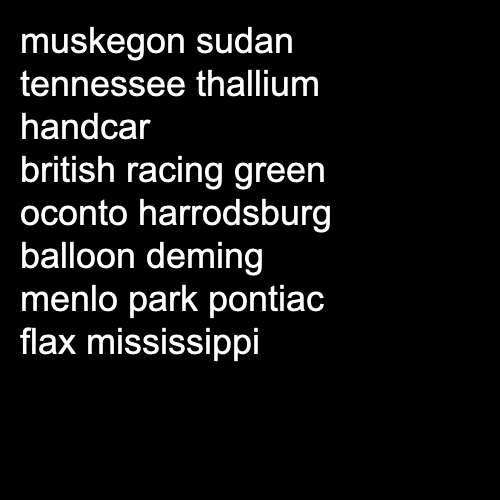 muskegon sudan
tennessee thallium
handcar
british racing green
oconto harrodsburg
balloon deming
menlo park pontiac
flax mississippi